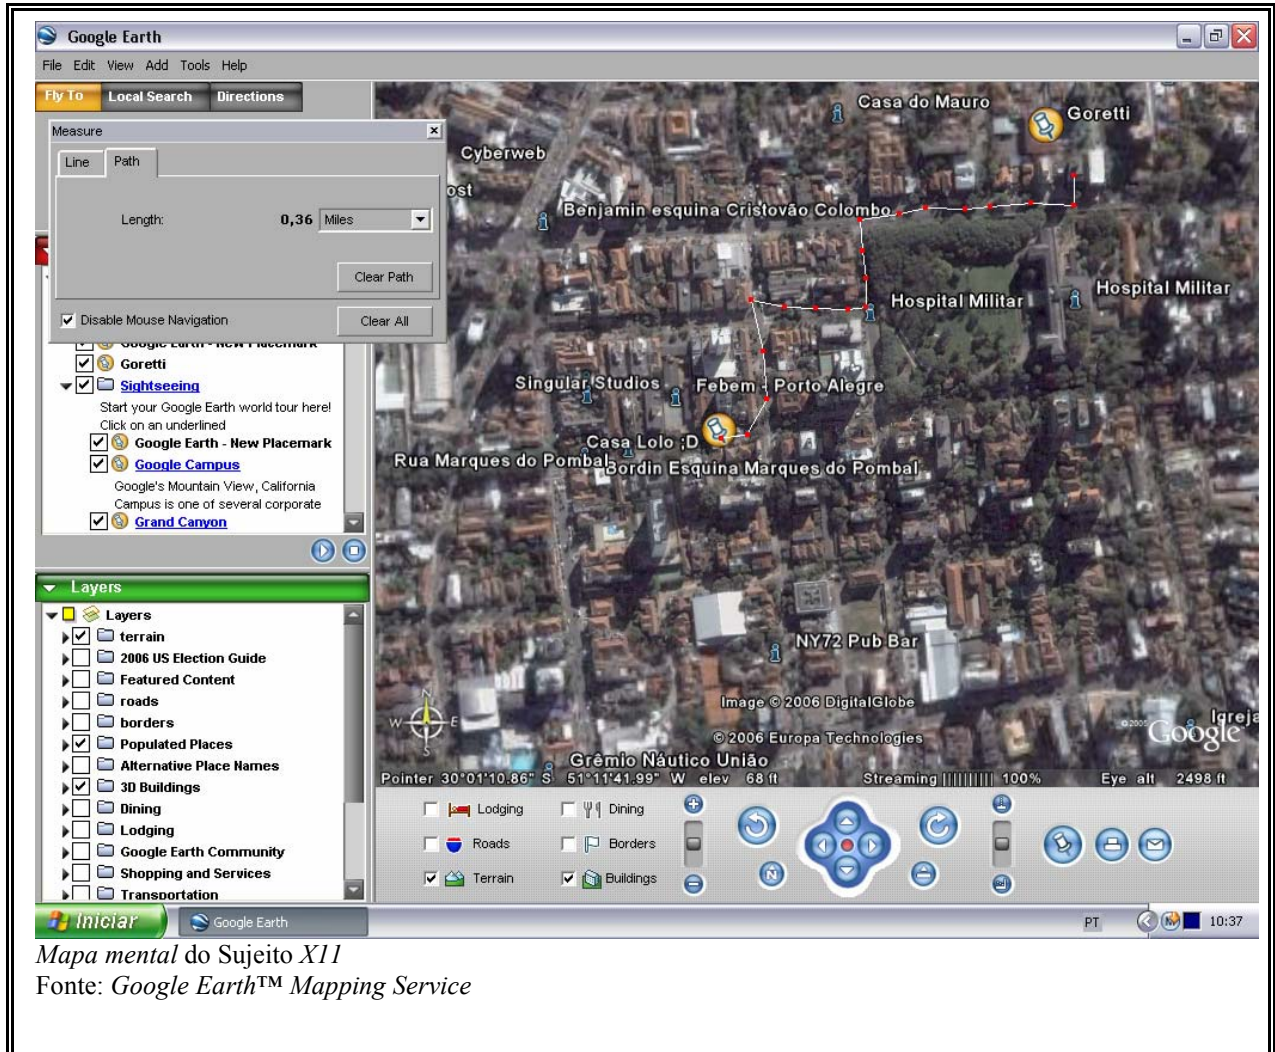 Google Earth
File Edit View Add Tools Help
Fly To Local Search Directions
Measure
Line Path
Length: 0,36 Miles
Clear Path
Disable Mouse Navigation Clear All
Goretti
Sightseeing
Start your Google Earth world tour here!
Click on an underlined
Google Earth - New Placemark
Google Campus
Google's Mountain View, California
Campus is one of several corporate
Grand Canyon
Layers
Layers
terrain
2006 US Election Guide
Featured Content
roads
borders
Populated Places
Alternative Place Names
3D Buildings
Dining
Lodging
Google Earth Community
Shopping and Services
Transportation
Casa do Mauro
Goretti
Cyberweb
ost
Benjamin esquina Cristovão Colombo
Hospital Militar
Hospital Militar
Singular Studios
Febem - Porto Alegre
Casa Lolo ;D
Rua Marques do Pombal
Bordin Esquina Marques do Pombal
NY72 Pub Bar
Image © 2006 DigitalGlobe
© 2006 Europa Technologies
N
W E
S
©2005 Google
Igreja
Grêmio Náutico União
Pointer 30°01'10.86" S 51°11'41.99" W elev 68 ft Streaming |||||||||| 100% Eye alt 2498 ft
Lodging Dining
Roads Borders
Terrain Buildings
N
Iniciar Google Earth PT 10:37
Mapa mental do Sujeito X11
Fonte: Google Earth™ Mapping Service